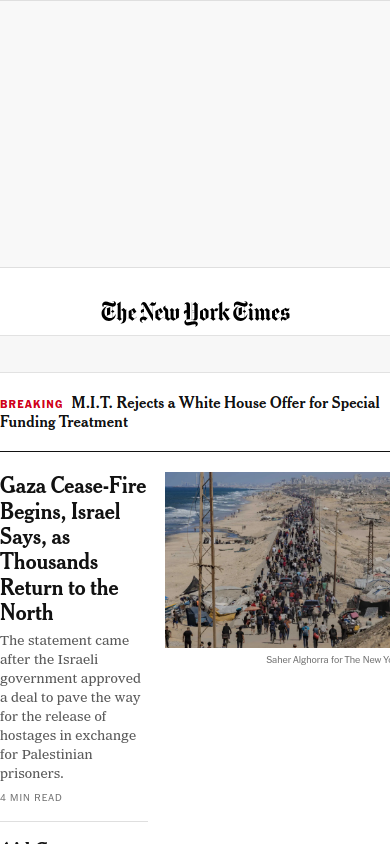 The New York Times
BREAKING M.I.T. Rejects a White House Offer for Special
Funding Treatment
Gaza Cease-Fire
Begins, Israel
Says, as
Thousands
Return to the
North
The statement came
after the Israeli
government approved
a deal to pave the way
for the release of
hostages in exchange
for Palestinian
prisoners.
4 MIN READ
Saher Alghorra for The New